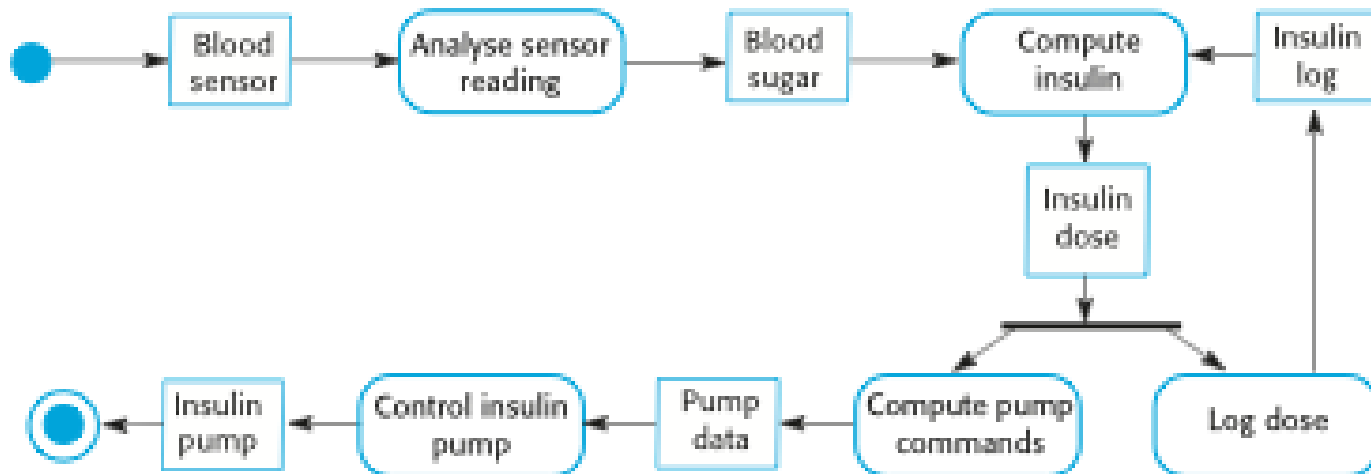 Blood
sensor
Analyse sensor
reading
Blood
sugar
Compute
insulin
Insulin
log
Insulin
dose
Insulin
pump
Control insulin
pump
Pump
data
Compute pump
commands
Log dose